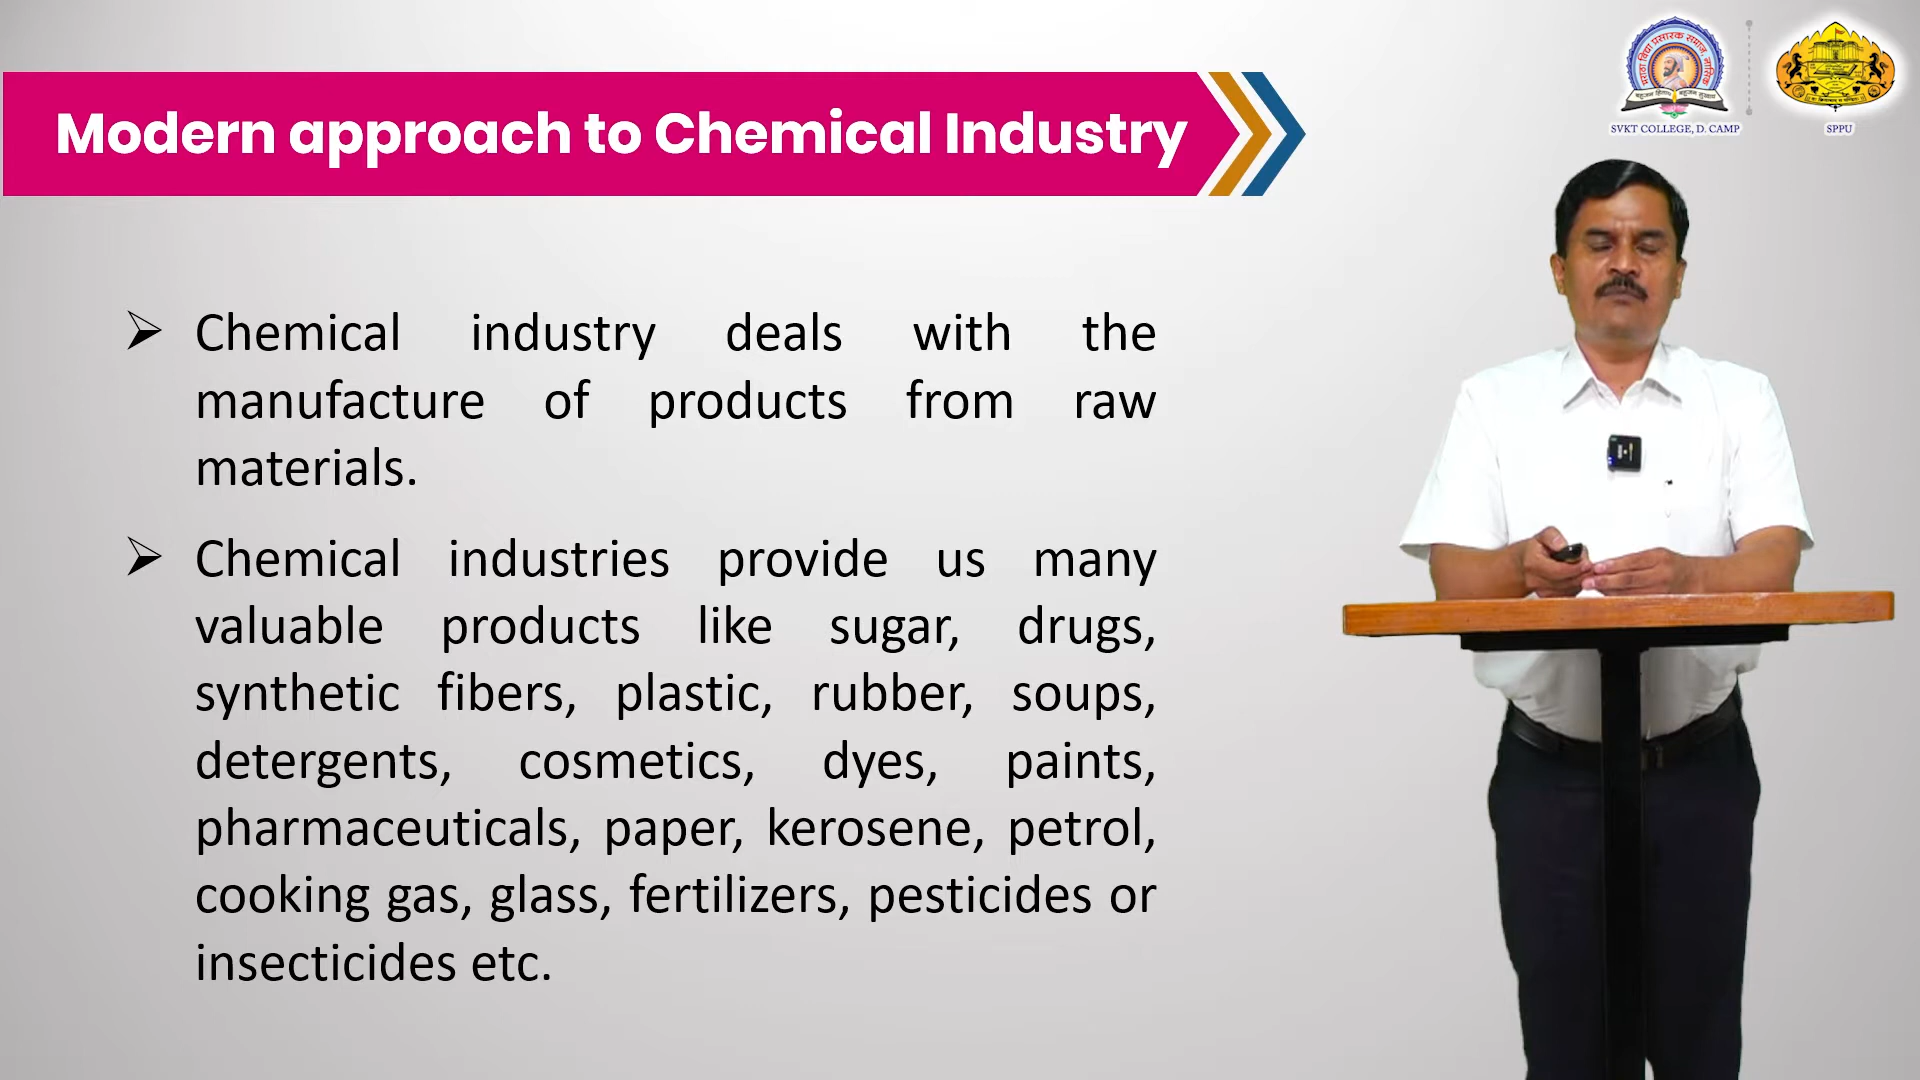 Modern approach to Chemical Industry
SVKT COLLEGE, D. CAMP
SPPU
➢ Chemical industry deals with the
manufacture of products from raw
materials.
➢ Chemical industries provide us many
valuable products like sugar, drugs,
synthetic fibers, plastic, rubber, soups,
detergents, cosmetics, dyes, paints,
pharmaceuticals, paper, kerosene, petrol,
cooking gas, glass, fertilizers, pesticides or
insecticides etc.